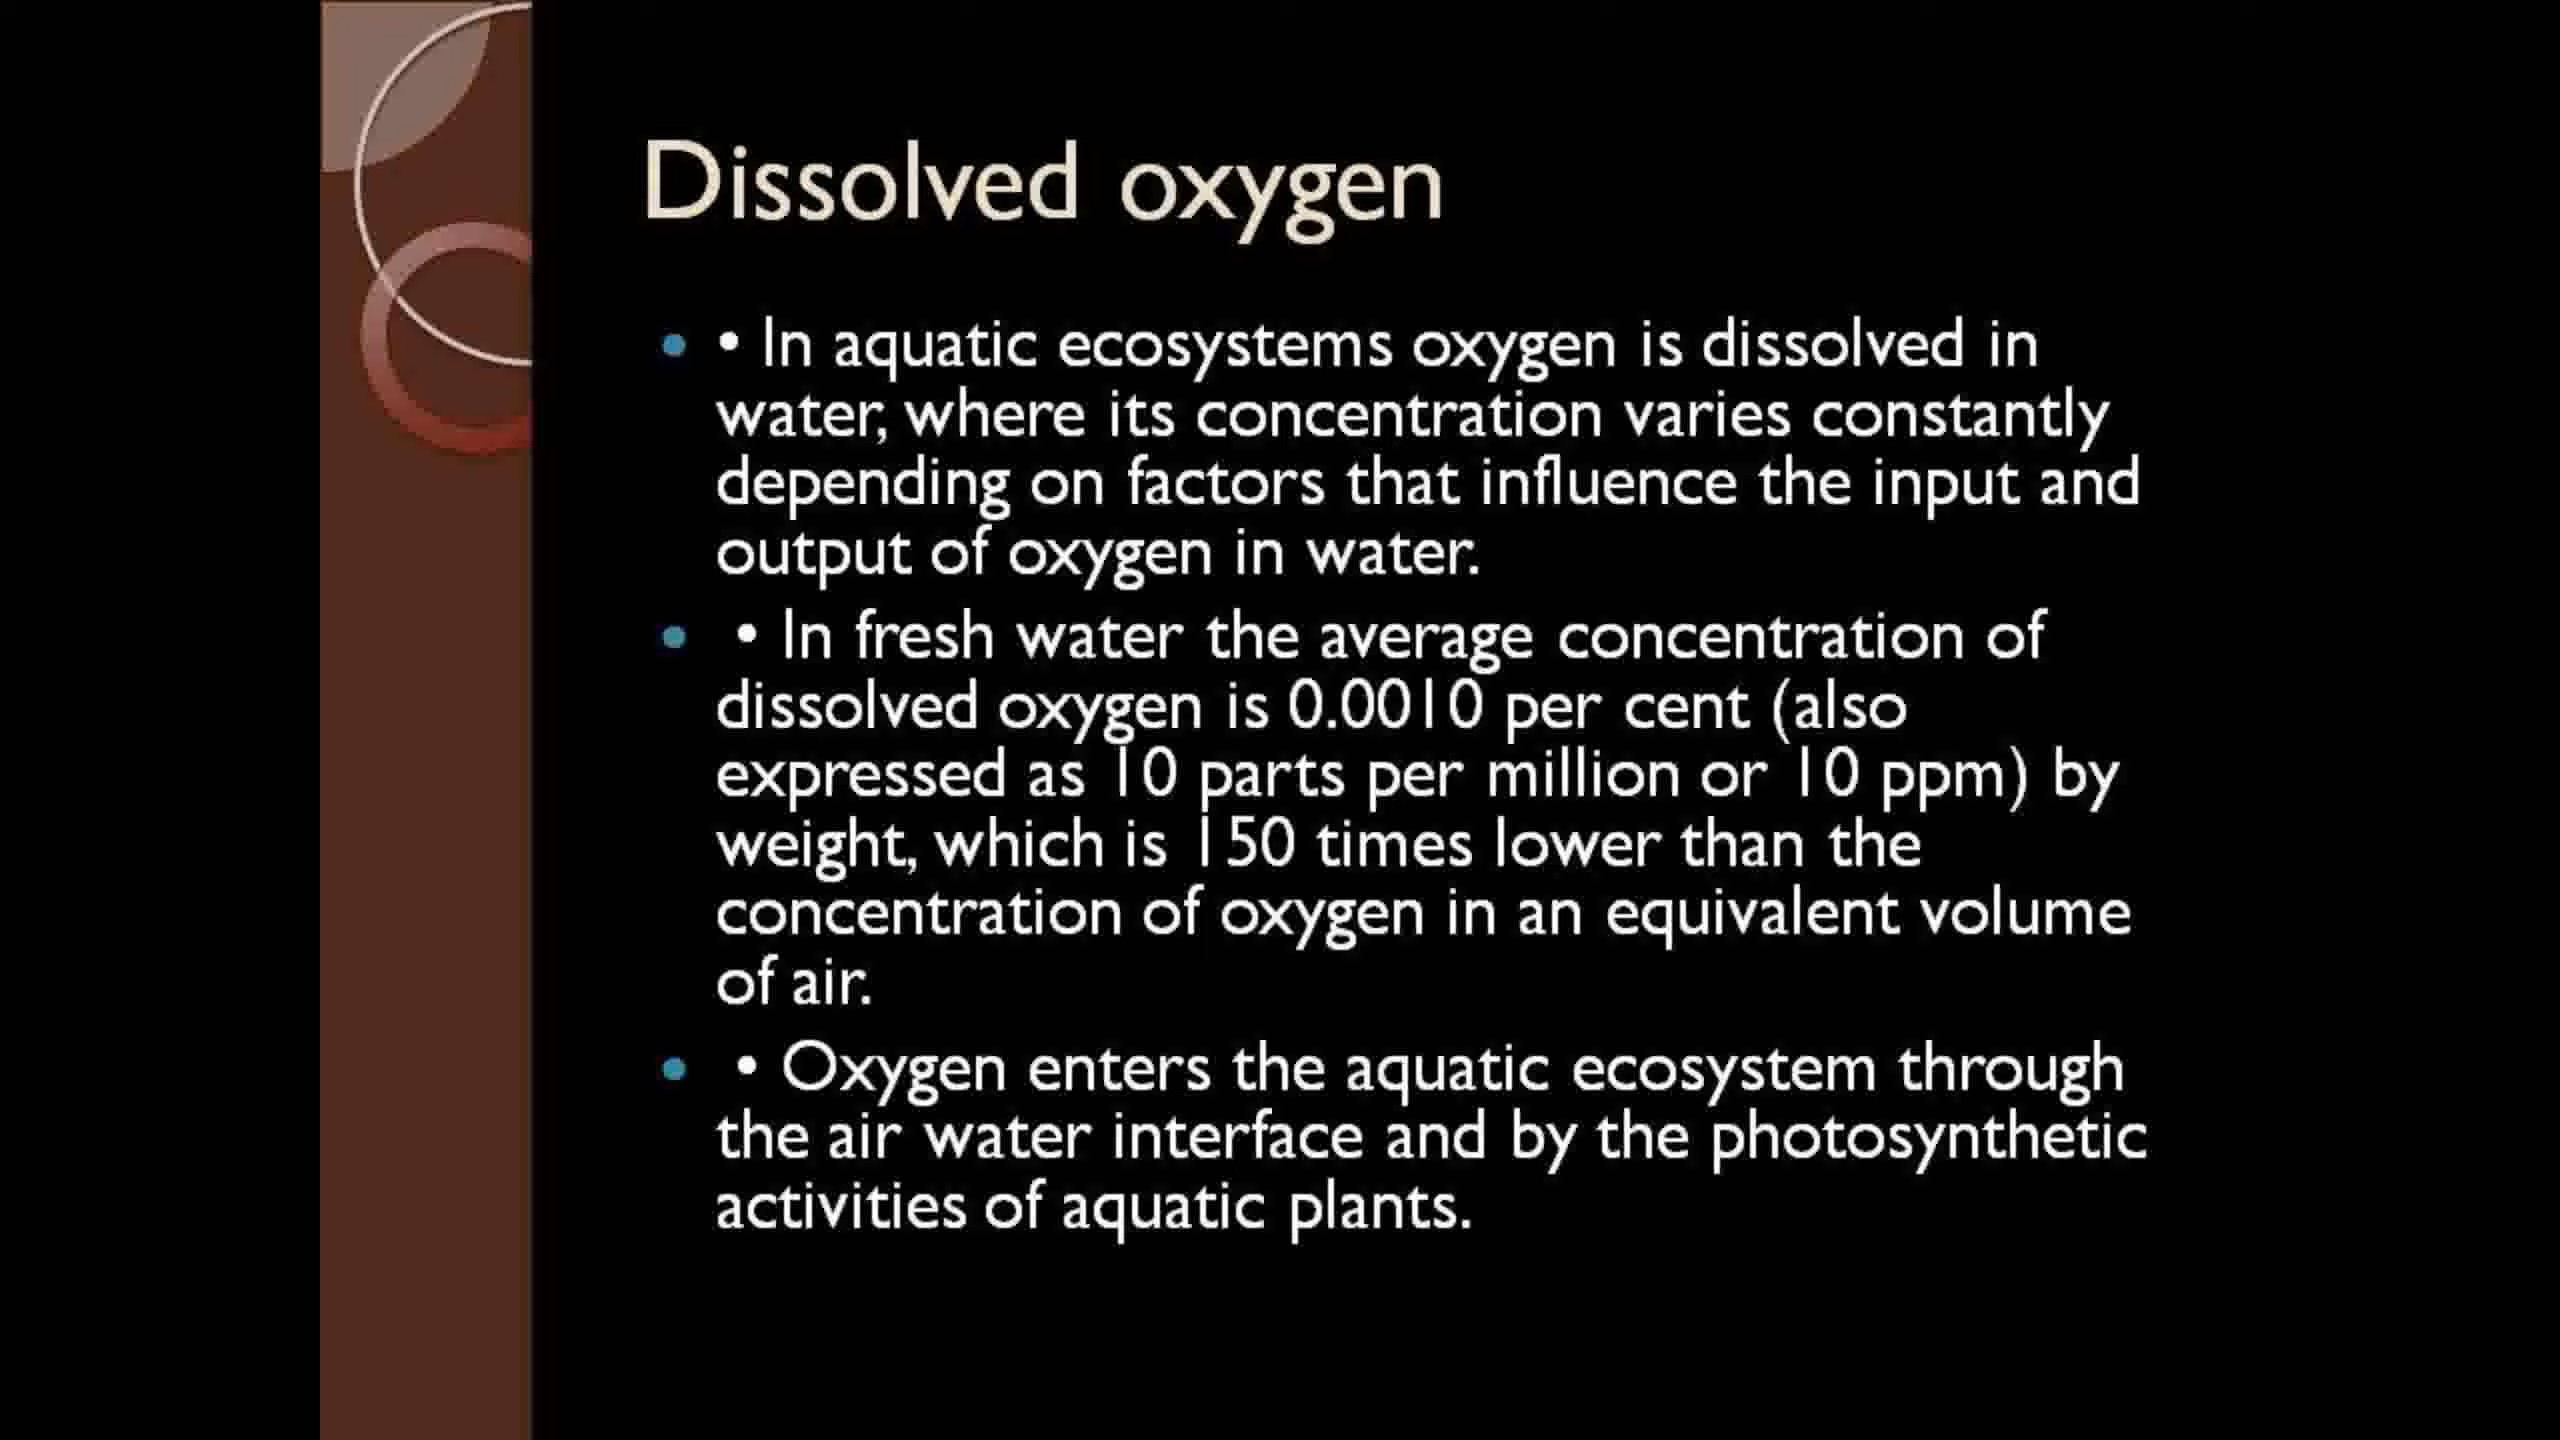 Dissolved oxygen
• • In aquatic ecosystems oxygen is dissolved in
water, where its concentration varies constantly
depending on factors that influence the input and
output of oxygen in water.
• • In fresh water the average concentration of
dissolved oxygen is 0.0010 per cent (also
expressed as 10 parts per million or 10 ppm) by
weight, which is 150 times lower than the
concentration of oxygen in an equivalent volume
of air.
• • Oxygen enters the aquatic ecosystem through
the air water interface and by the photosynthetic
activities of aquatic plants.